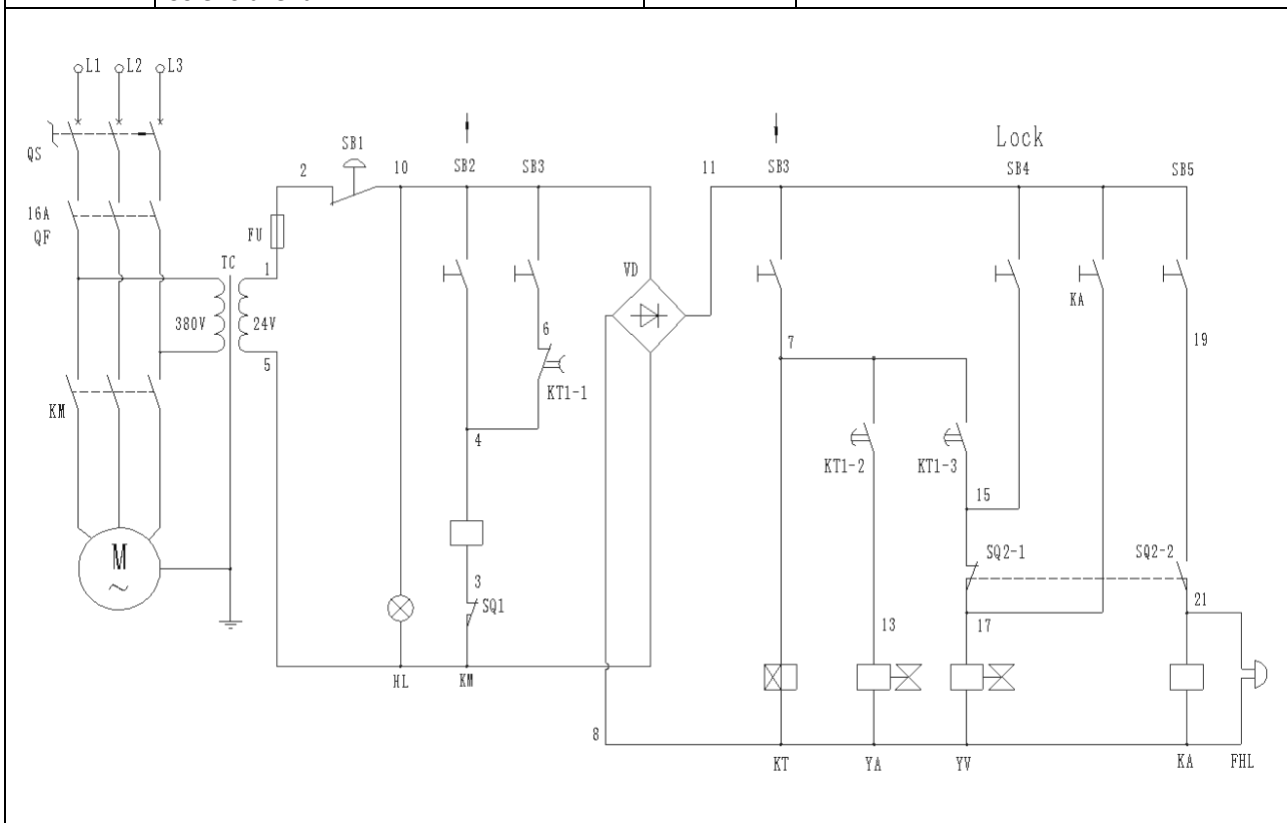 L1 L2 L3
Lock
SB1
2
10
SB2
SB3
11
SB3
SB4
SB5
QS
16A
QF
FU
TC
1
VD
KA
380V
24V
6
7
19
5
KT1-1
KM
4
KT1-2
KT1-3
15
M
~
SQ2-1
SQ2-2
3
SQ1
21
13
17
HL
KM
8
KT
YA
YV
KA
FHL